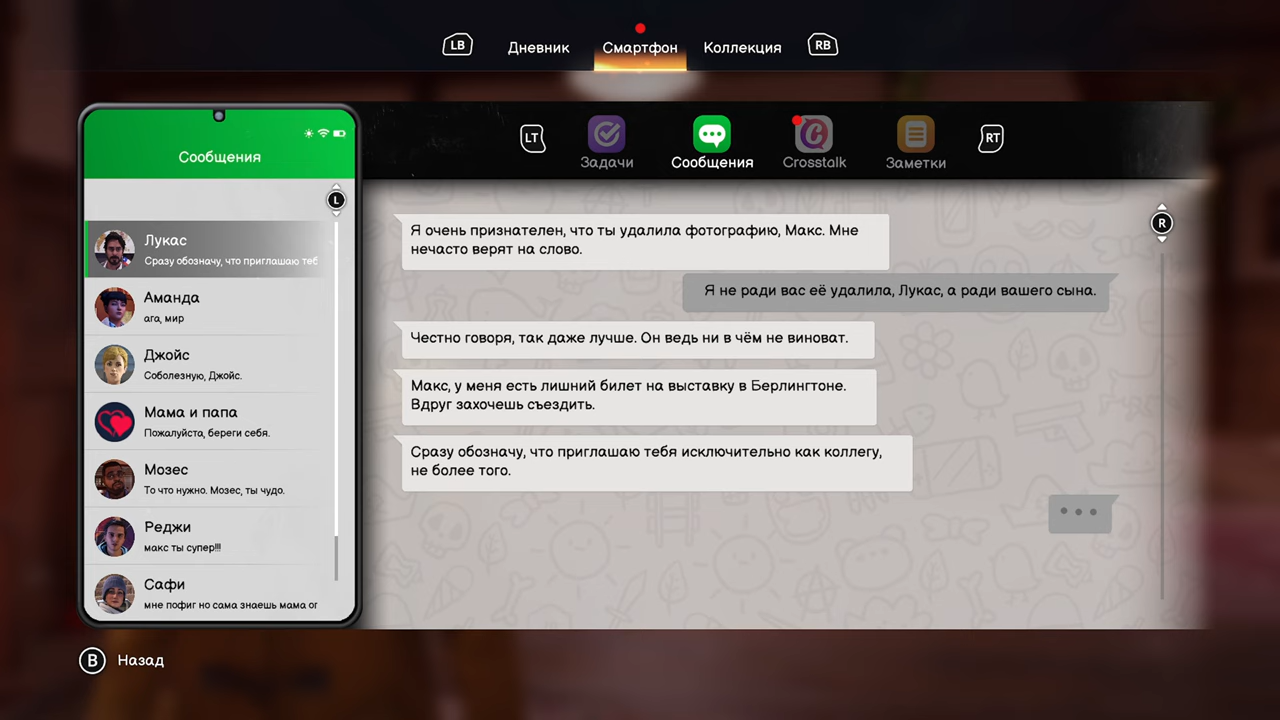 LB
Дневник
Смартфон
Коллекция
RB
Сообщения
LT
Задачи
Сообщения
Crosstalk
Заметки
RT
L
Лукас
Сразу обозначу, что приглашаю теб
Аманда
ага, мир
Джойс
Соболезную, Джойс.
Мама и папа
Пожалуйста, береги себя.
Мозес
То что нужно. Мозес, ты чудо.
Реджи
макс ты супер!!!
Сафи
мне пофиг но сама знаешь мама ог
Я очень признателен, что ты удалила фотографию, Макс. Мне
нечасто верят на слово.
Я не ради вас её удалила, Лукас, а ради вашего сына.
Честно говоря, так даже лучше. Он ведь ни в чём не виноват.
Макс, у меня есть лишний билет на выставку в Берлингтоне.
Вдруг захочешь съездить.
Сразу обозначу, что приглашаю тебя исключительно как коллегу,
не более того.
R
B
Назад